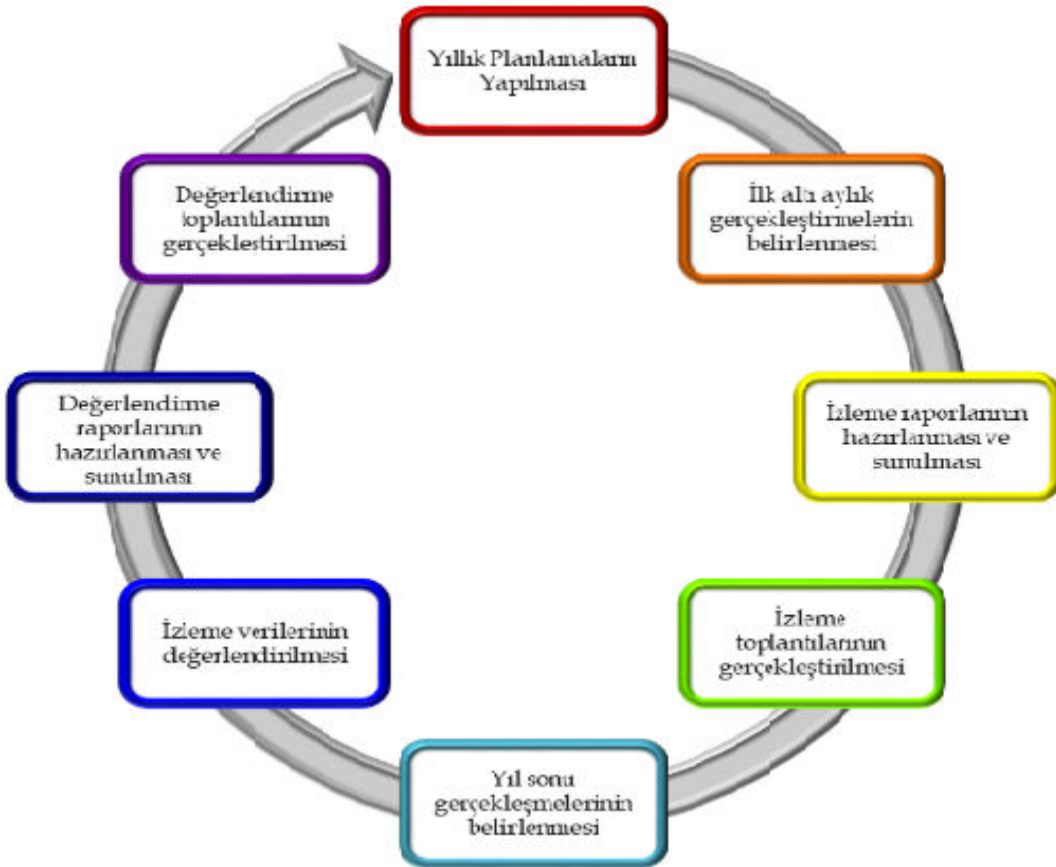 Yıllık Planlamaların
Yapılması
İlk altı aylık
gerçekleştirmelerin
belirlenmesi
İzleme raporlarının
hazırlanması ve
sunulması
İzleme
toplantılarının
gerçekleştirilmesi
Yıl sonu
gerçekleşmelerinin
belirlenmesi
İzleme verilerinin
değerlendirilmesi
Değerlendirme
raporlarının
hazırlanması ve
sunulması
Değerlendirme
toplantılarının
gerçekleştirilmesi